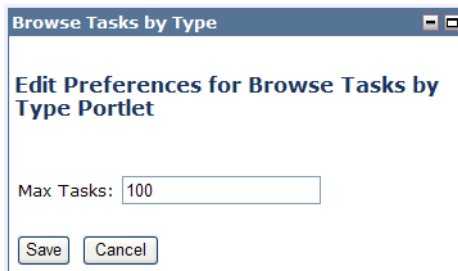 Browse Tasks by Type
Edit Preferences for Browse Tasks by
Type Portlet
Max Tasks: 100
Save Cancel